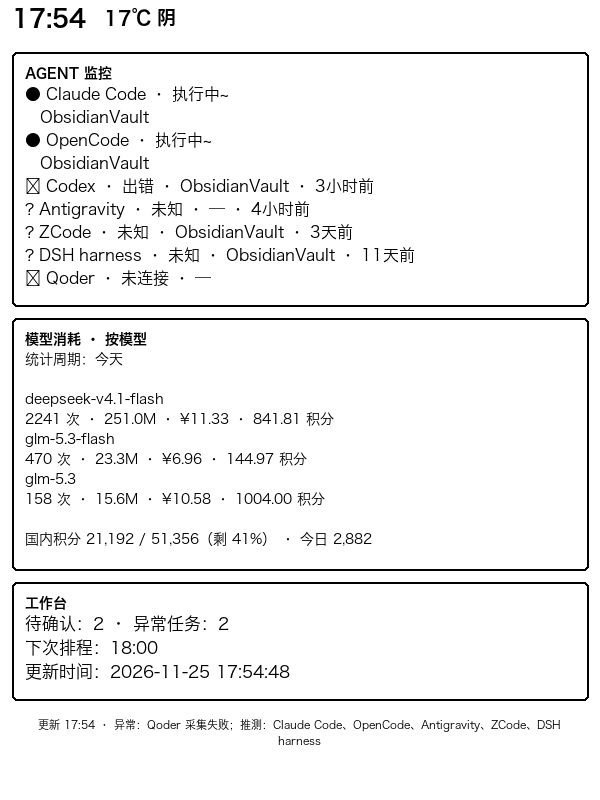 17:54 17℃ 阴
AGENT 监控
● Claude Code · 执行中~
ObsidianVault
● OpenCode · 执行中~
ObsidianVault
☒ Codex · 出错 · ObsidianVault · 3小时前
? Antigravity · 未知 · — · 4小时前
? ZCode · 未知 · ObsidianVault · 3天前
? DSH harness · 未知 · ObsidianVault · 11天前
☒ Qoder · 未连接 · —
模型消耗 · 按模型
统计周期：今天
deepseek-v4.1-flash
2241 次 · 251.0M · ¥11.33 · 841.81 积分
glm-5.3-flash
470 次 · 23.3M · ¥6.96 · 144.97 积分
glm-5.3
158 次 · 15.6M · ¥10.58 · 1004.00 积分
国内积分 21,192 / 51,356（剩 41%） · 今日 2,882
工作台
待确认：2 · 异常任务：2
下次排程：18:00
更新时间：2026-11-25 17:54:48
更新 17:54 · 异常：Qoder 采集失败；推测：Claude Code、OpenCode、Antigravity、ZCode、DSH
harness